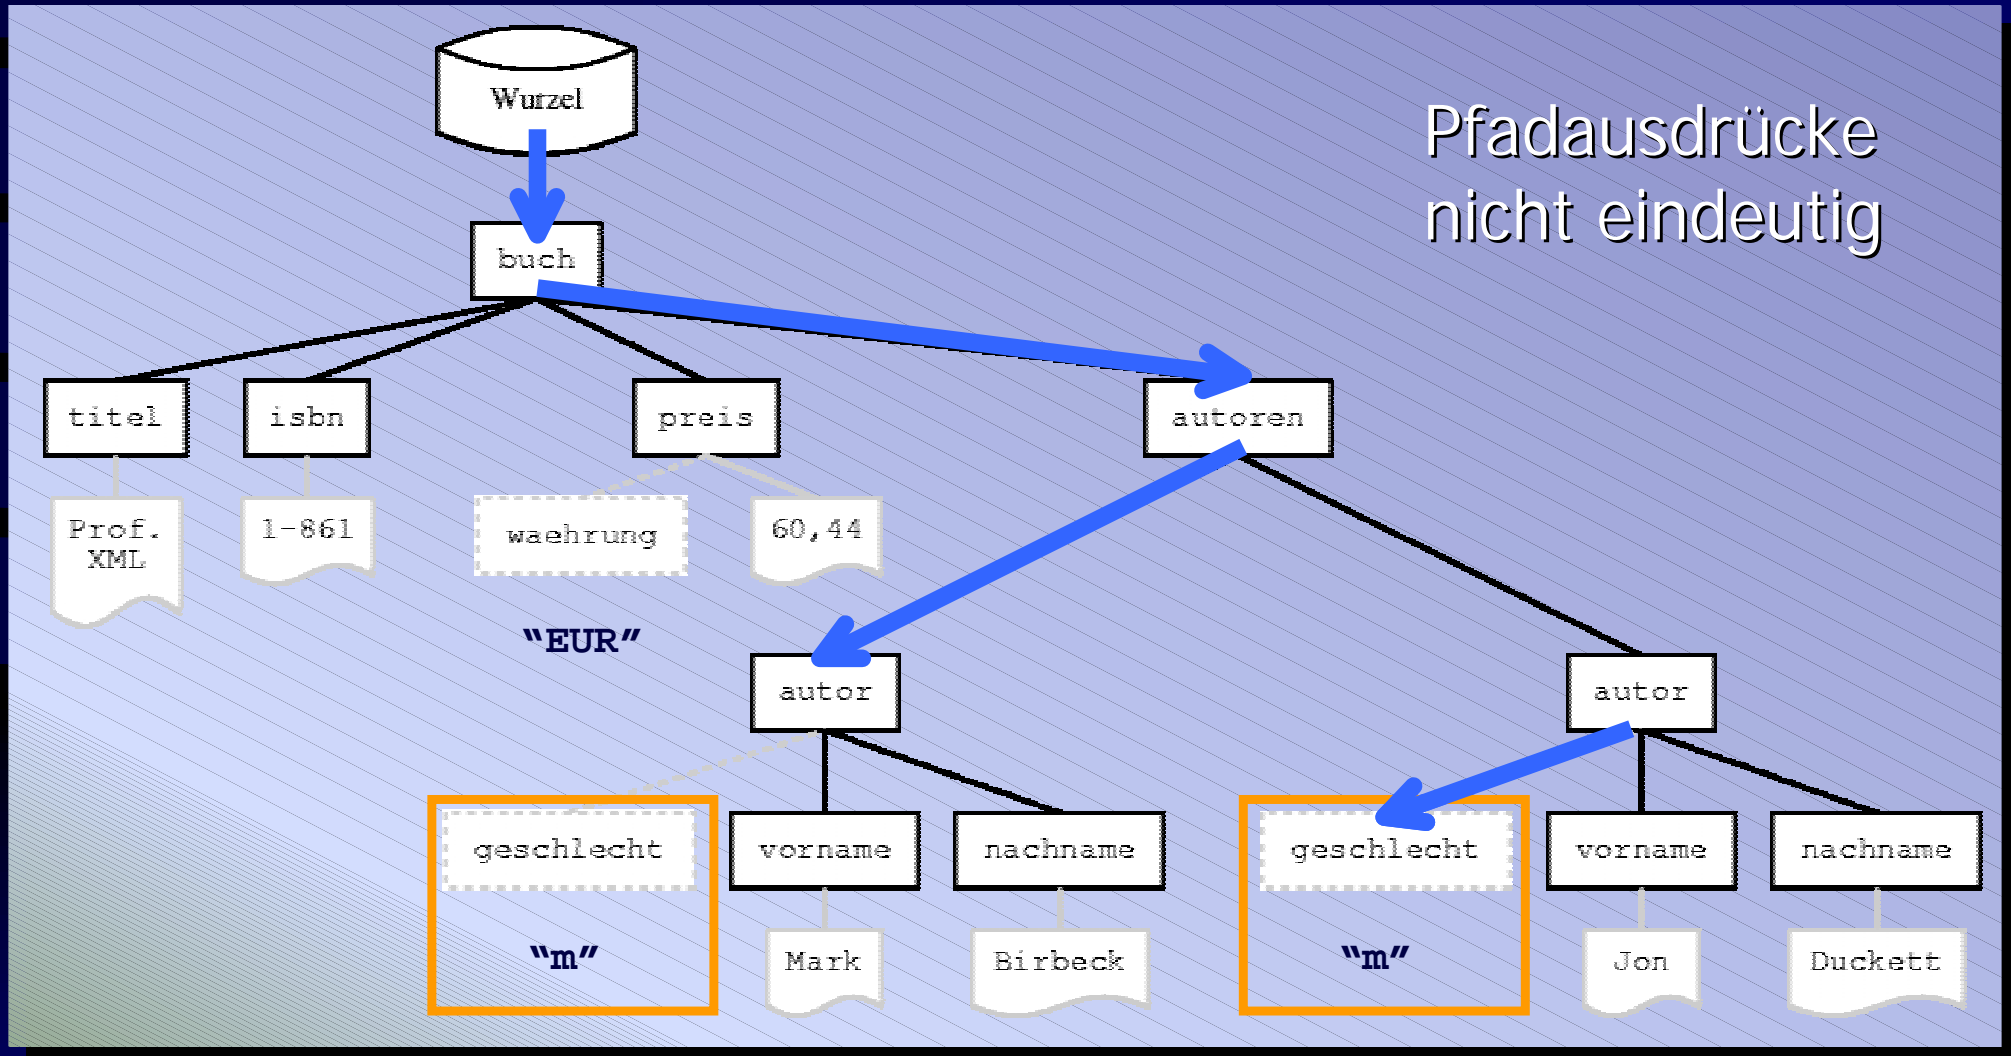 Wurzel
Pfadausdrücke
nicht eindeutig
buch
titel
isbn
preis
autoren
Prof.
XML
1-861
waehrung
60,44
“EUR”
autor
autor
geschlecht
vorname
nachname
geschlecht
vorname
nachname
“m”
Mark
Birbeck
“m”
Jon
Duckett